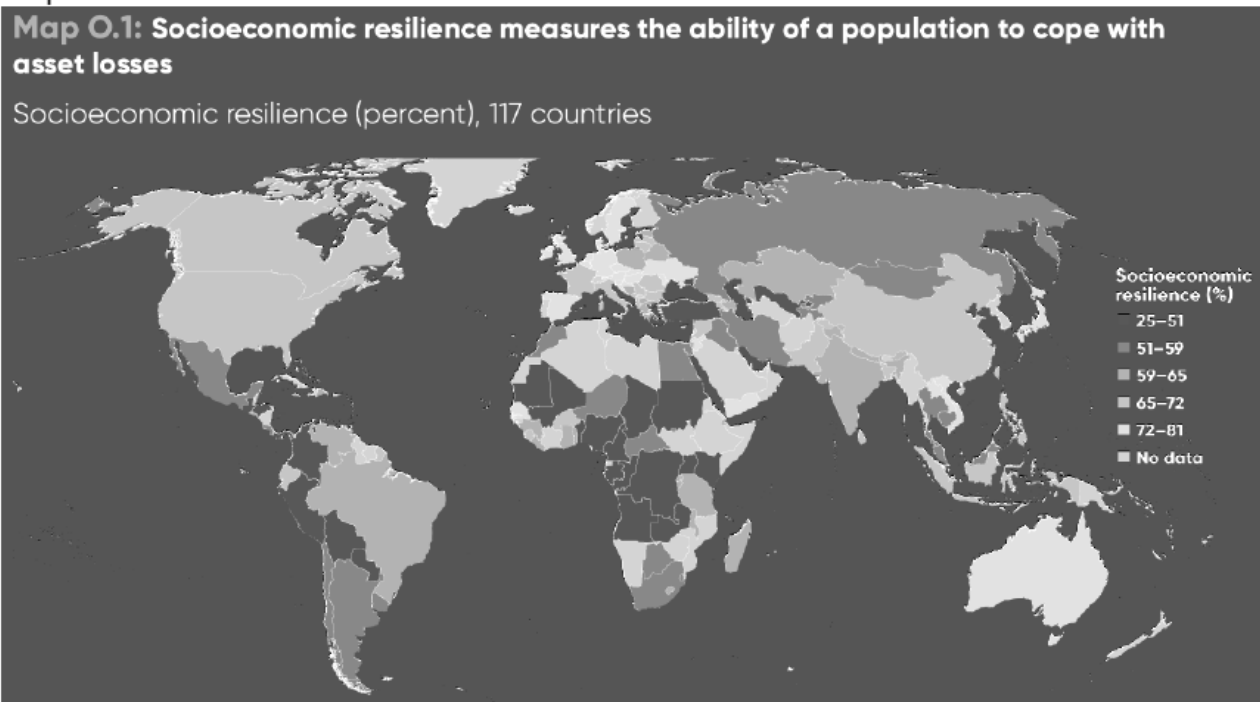 Map O.1: Socioeconomic resilience measures the ability of a population to cope with
asset losses
Socioeconomic resilience (percent), 117 countries
Socioeconomic
resilience (%)
25–51
51–59
59–65
65–72
72–81
No data